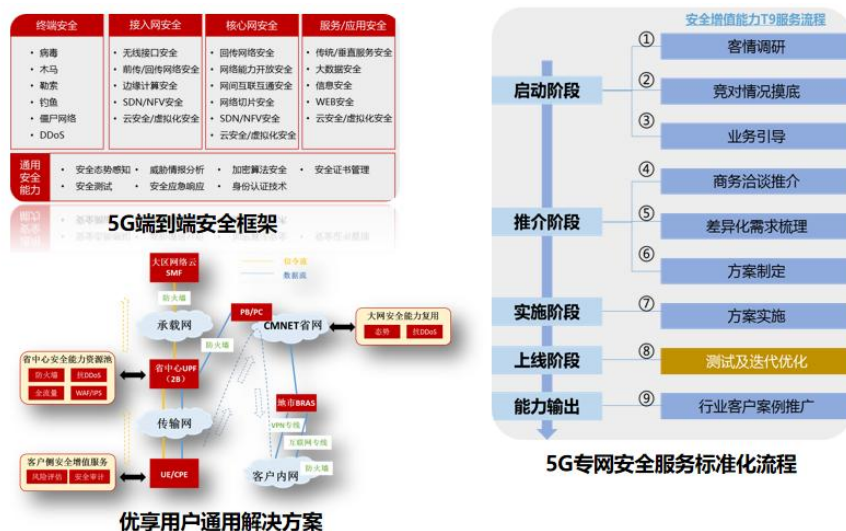 终端安全
• 病毒
• 木马
• 勒索
• 钓鱼
• 僵尸网络
• DDoS
接入网安全
• 无线接口安全
• 前传/回传网络安全
• 边缘计算安全
• SDN/NFV安全
• 云安全/虚拟化安全
核心网安全
• 回传网络安全
• 网络能力开放安全
• 网间互联互通安全
• 网络切片安全
• SDN/NFV安全
• 云安全/虚拟化安全
服务/应用安全
• 传统/垂直服务安全
• 大数据安全
• 信息安全
• WEB安全
• 云安全/虚拟化安全
通用
安全
能力
• 安全态势感知 • 威胁情报分析 • 加密算法安全 • 安全证书管理
• 安全测试 • 安全应急响应 • 身份认证技术
5G端到端安全框架
大区网络云
SMF
信令流
数据流
防火墙
承载网
PB/PC
CMNET省网
大网安全能力复用
态势
抗DDoS
防火墙
省中心安全能力资源池
防火墙
抗DDoS
全流量
WAF/IPS
省中心UPF
(2B)
传输网
地市BRAS
VPN专线
互联网专线
客户侧安全增值服务
风险评估
安全审计
UE/CPE
客户内网
防火墙
优享用户通用解决方案
安全增值能力T9服务流程
启动阶段
① 客情调研
② 竞对情况摸底
③ 业务引导
推介阶段
④ 商务洽谈推介
⑤ 差异化需求梳理
⑥ 方案制定
实施阶段
⑦ 方案实施
上线阶段
⑧ 测试及迭代优化
能力输出
⑨ 行业客户案例推广
5G专网安全服务标准化流程